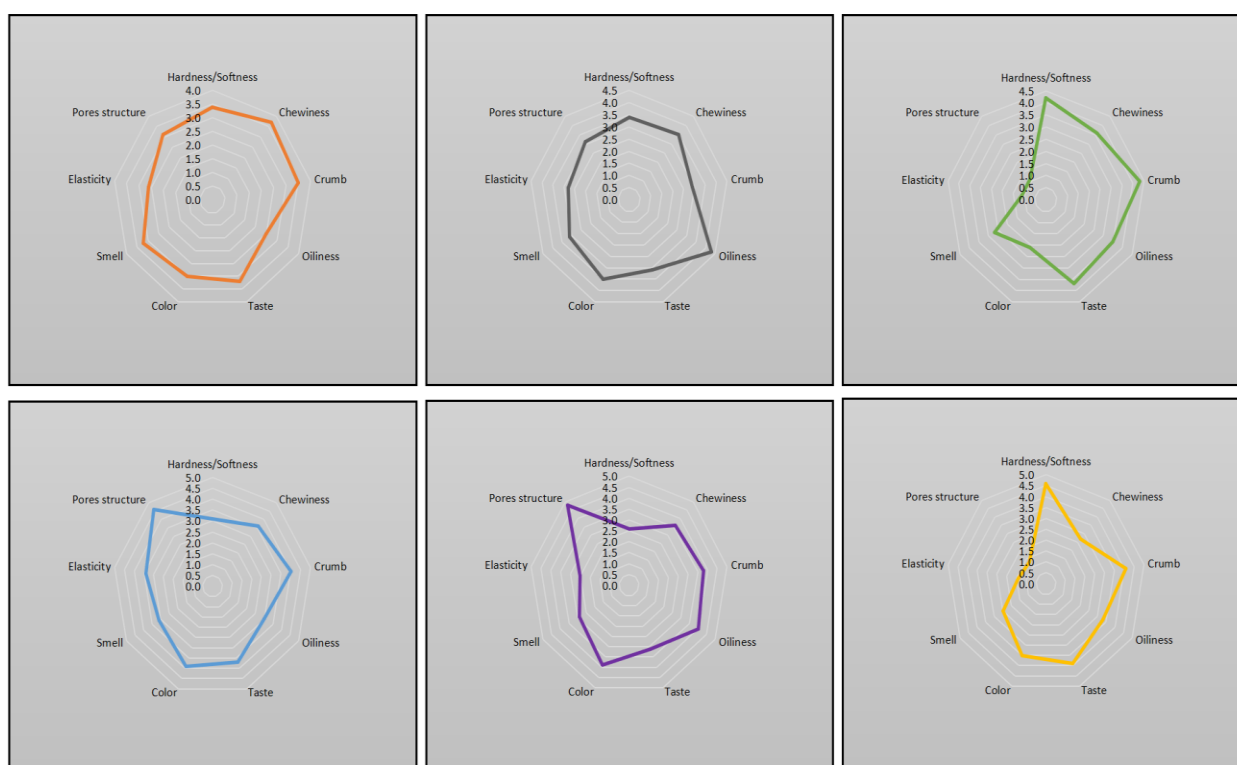 Hardness/Softness
4.0
3.5
3.0
2.5
2.0
1.5
1.0
0.5
0.0
Chewiness
Crumb
Oiliness
Taste
Color
Smell
Elasticity
Pores structure
Hardness/Softness
4.5
4.0
3.5
3.0
2.5
2.0
1.5
1.0
0.5
0.0
Chewiness
Crumb
Oiliness
Taste
Color
Smell
Elasticity
Pores structure
Hardness/Softness
4.5
4.0
3.5
3.0
2.5
2.0
1.5
1.0
0.5
0.0
Chewiness
Crumb
Oiliness
Taste
Color
Smell
Elasticity
Pores structure
Hardness/Softness
5.0
4.5
4.0
3.5
3.0
2.5
2.0
1.5
1.0
0.5
0.0
Chewiness
Crumb
Oiliness
Taste
Color
Smell
Elasticity
Pores structure
Hardness/Softness
5.0
4.5
4.0
3.5
3.0
2.5
2.0
1.5
1.0
0.5
0.0
Chewiness
Crumb
Oiliness
Taste
Color
Smell
Elasticity
Pores structure
Hardness/Softness
5.0
4.5
4.0
3.5
3.0
2.5
2.0
1.5
1.0
0.5
0.0
Chewiness
Crumb
Oiliness
Taste
Color
Smell
Elasticity
Pores structure